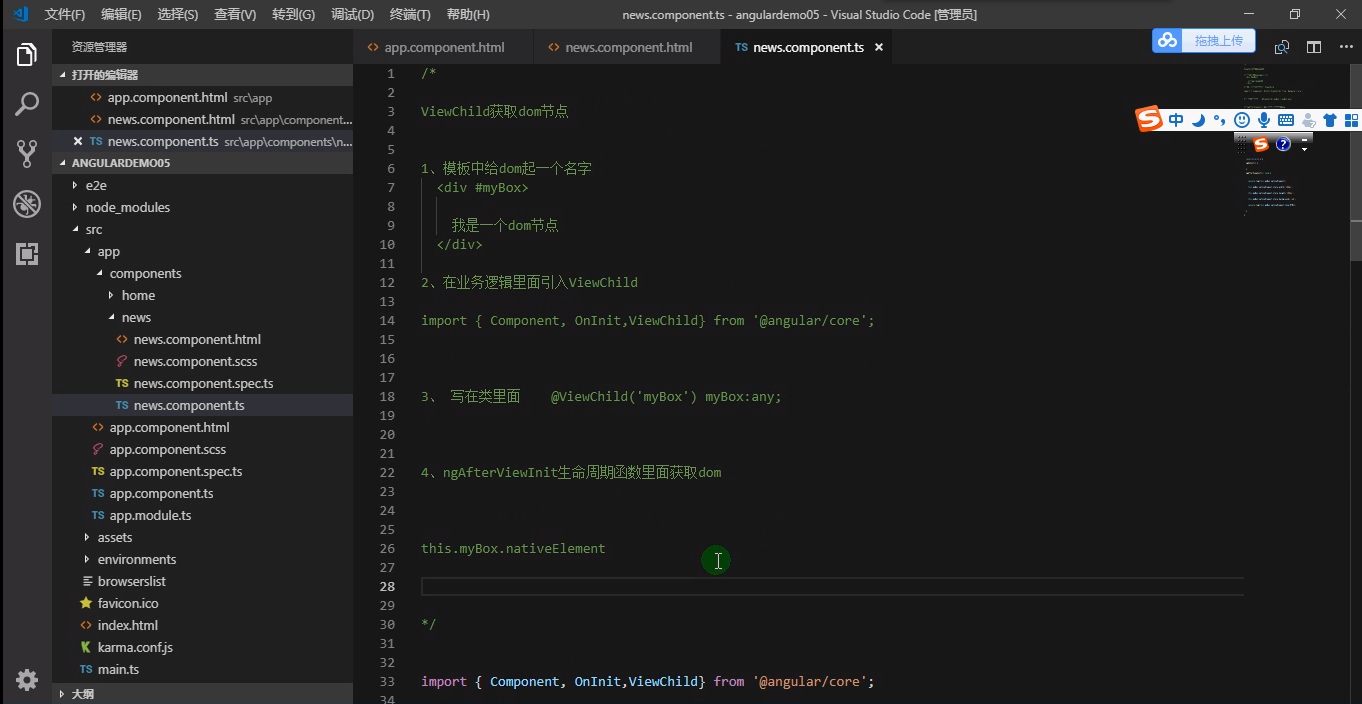 文件(F) 编辑(E) 选择(S) 查看(V) 转到(G) 调试(D) 终端(T) 帮助(H) news.component.ts - angulardemo05 - Visual Studio Code [管理员]
资源管理器
app.component.html news.component.html TS news.component.ts ×
拖拽上传
中
打开的编辑器
app.component.html src\app
news.component.html src\app\component...
× TS news.component.ts src\app\components\n...
ANGULARDEMO05
e2e
node_modules
src
app
components
home
news
news.component.html
news.component.scss
TS news.component.spec.ts
TS news.component.ts
app.component.html
app.component.scss
TS app.component.spec.ts
TS app.component.ts
TS app.module.ts
assets
environments
browserslist
favicon.ico
index.html
karma.conf.js
TS main.ts
大纲
1 /*
2
3 ViewChild获取dom节点
4
5
6 1、模板中给dom起一个名字
7 <div #myBox>
8
9 我是一个dom节点
10 </div>
11
12 2、在业务逻辑里面引入ViewChild
13
14 import { Component, OnInit,ViewChild} from '@angular/core';
15
16
17
18 3、 写在类里面 @ViewChild('myBox') myBox:any;
19
20
21
22 4、ngAfterViewInit生命周期函数里面获取dom
23
24
25
26 this.myBox.nativeElement
27
28
29
30 */
31
32
33 import { Component, OnInit,ViewChild} from '@angular/core';
34